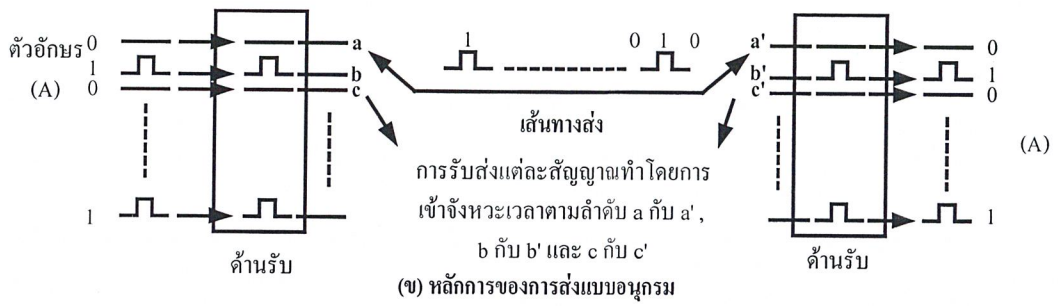 ตัวอักษร 0 a 1 0 1 0 a' 0
1 b b' 1
(A) 0 c c' 0
เส้นทางส่ง
(A)
การรับส่งแต่ละสัญญาณทำโดยการ
เข้าจังหวะเวลาตามลำดับ a กับ a' ,
1 1
b กับ b' และ c กับ c'
ด้านรับ ด้านรับ
(ข) หลักการของการส่งแบบอนุกรม